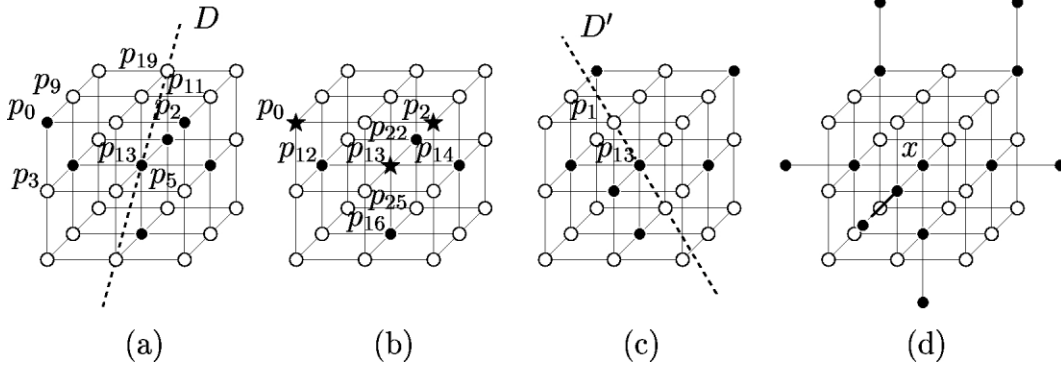 D
D′
p₁₉
p₉ p₁₁
p₀ p₂ p₀ p₂ p₁
p₂₂
p₁₃ p₁₂ p₁₃ p₁₄ p₁₃ x
p₃ p₅
p₂₅
p₁₆
(a) (b) (c) (d)